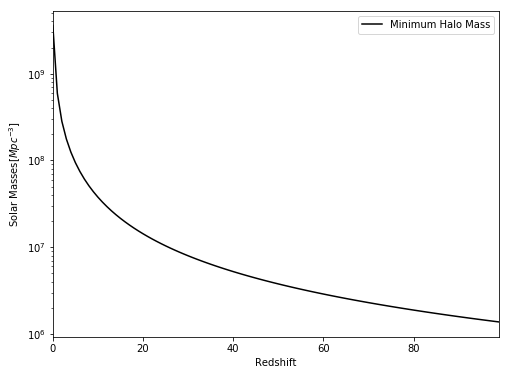 Minimum Halo Mass
Solar Masses[Mpc⁻³]
10⁹
10⁸
10⁷
10⁶
0 20 40 60 80
Redshift